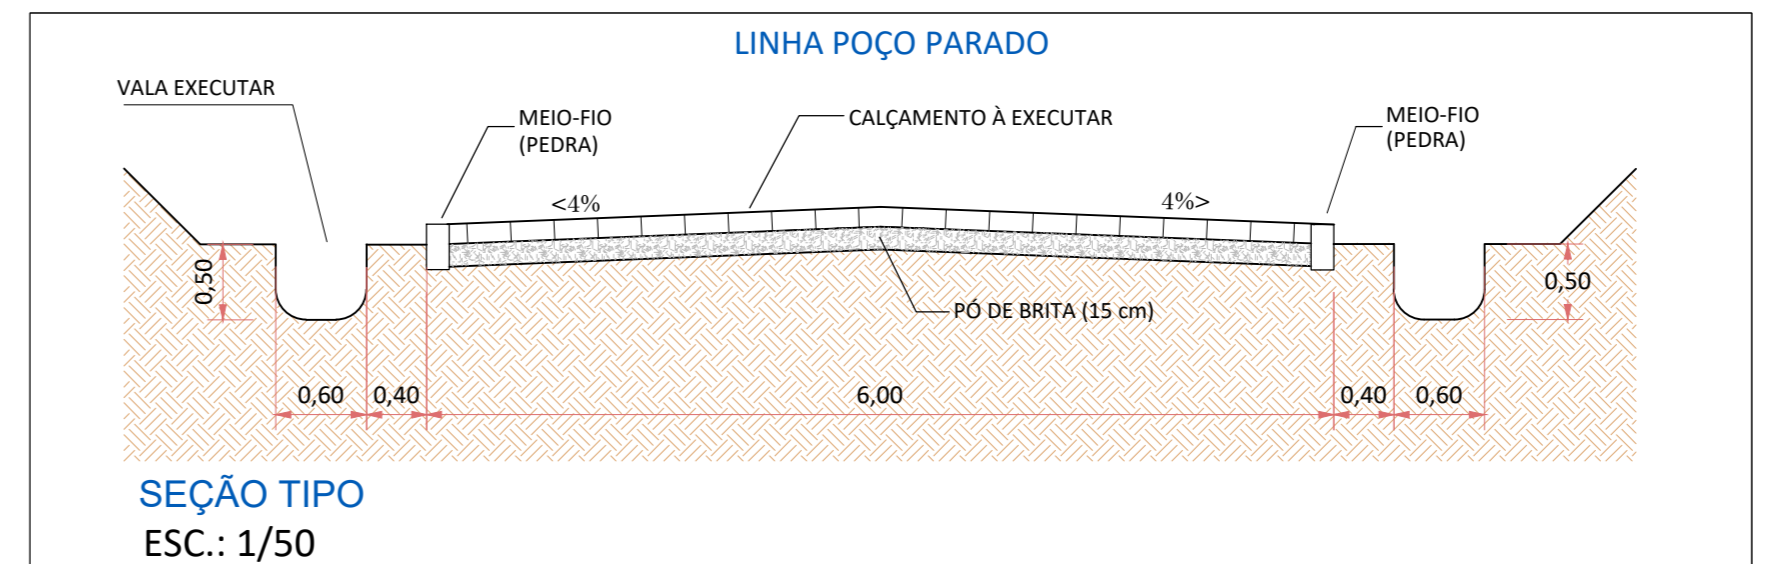 LINHA POÇO PARADO
VALA EXECUTAR
MEIO-FIO
(PEDRA)
CALÇAMENTO À EXECUTAR
MEIO-FIO
(PEDRA)
<4%
4%>
0,50
0,50
PÓ DE BRITA (15 cm)
0,60
0,40
6,00
0,40
0,60
SEÇÃO TIPO
ESC.: 1/50